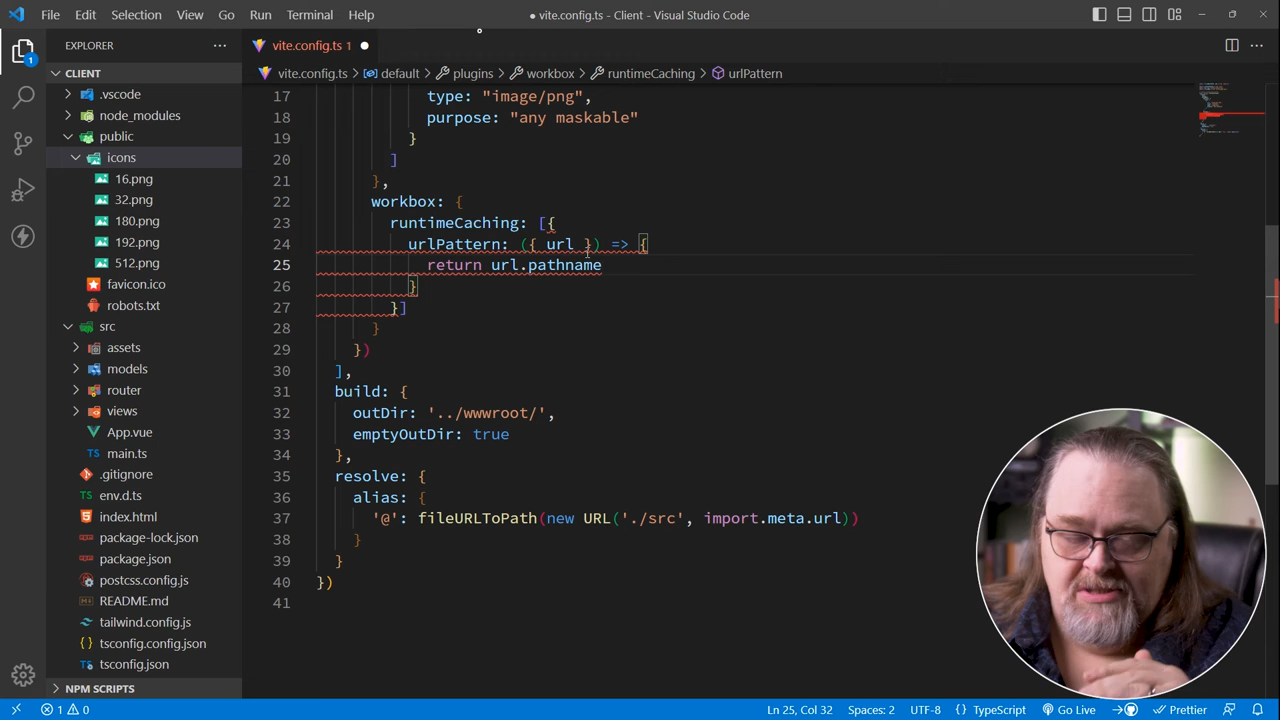 File Edit Selection View Go Run Terminal Help
● vite.config.ts - Client - Visual Studio Code
EXPLORER
CLIENT
.vscode
node_modules
public
icons
16.png
32.png
180.png
192.png
512.png
favicon.ico
robots.txt
src
assets
models
router
views
App.vue
main.ts
.gitignore
env.d.ts
index.html
package-lock.json
package.json
postcss.config.js
README.md
tailwind.config.js
tsconfig.config.json
tsconfig.json
NPM SCRIPTS
vite.config.ts 1
vite.config.ts > default > plugins > workbox > runtimeCaching > urlPattern
17 type: "image/png",
18 purpose: "any maskable"
19 }
20 ]
21 },
22 workbox: {
23 runtimeCaching: [{
24 urlPattern: ({ url }) => {
25 return url.pathname
26 }
27 }]
28 }
29 })
30 ],
31 build: {
32 outDir: '../wwwroot/',
33 emptyOutDir: true
34 },
35 resolve: {
36 alias: {
37 '@': fileURLToPath(new URL('./src', import.meta.url))
38 }
39 }
40 })
41
1
1 0 Ln 25, Col 32 Spaces: 2 UTF-8 {} TypeScript Go Live Prettier